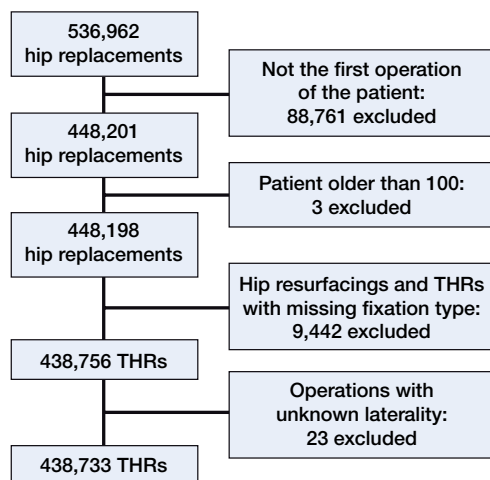 536,962
hip replacements
Not the first operation
of the patient:
88,761 excluded
448,201
hip replacements
Patient older than 100:
3 excluded
448,198
hip replacements
Hip resurfacings and THRs
with missing fixation type:
9,442 excluded
438,756 THRs
Operations with
unknown laterality:
23 excluded
438,733 THRs